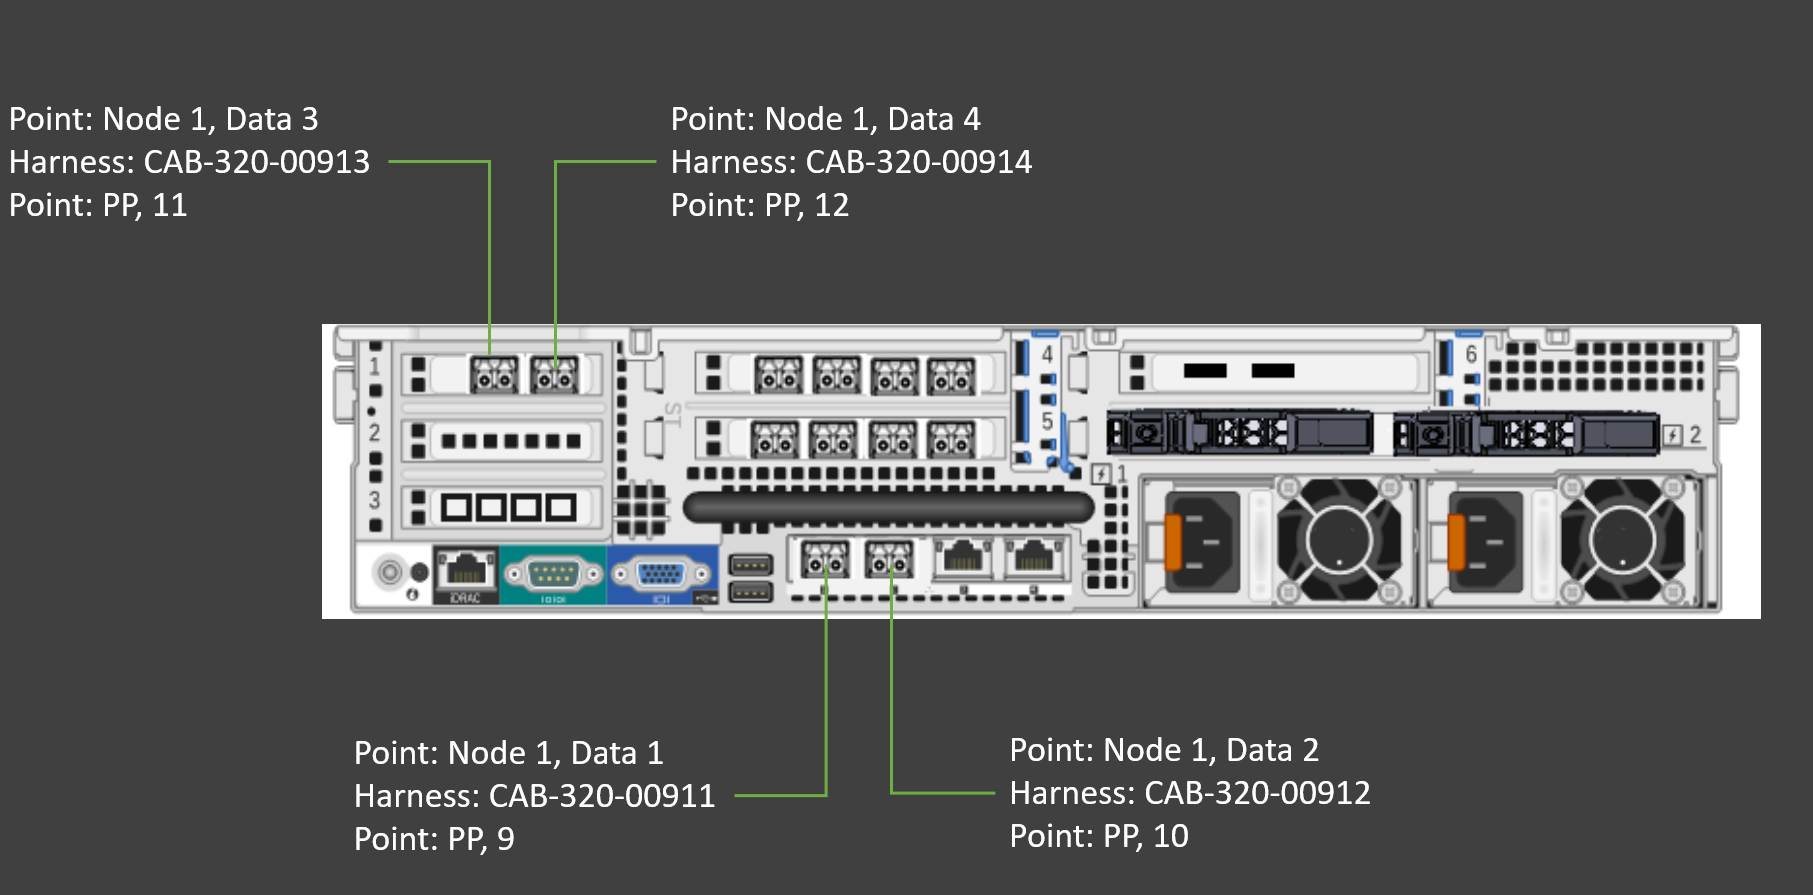 Point: Node 1, Data 3
Harness: CAB-320-00913
Point: PP, 11
Point: Node 1, Data 4
Harness: CAB-320-00914
Point: PP, 12
1
2
3
4
5
6
ST
1
2
iDRAC
IOIOI
Point: Node 1, Data 1
Harness: CAB-320-00911
Point: PP, 9
Point: Node 1, Data 2
Harness: CAB-320-00912
Point: PP, 10